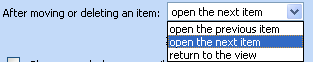 After moving or deleting an item: open the next item
open the previous item
open the next item
return to the view